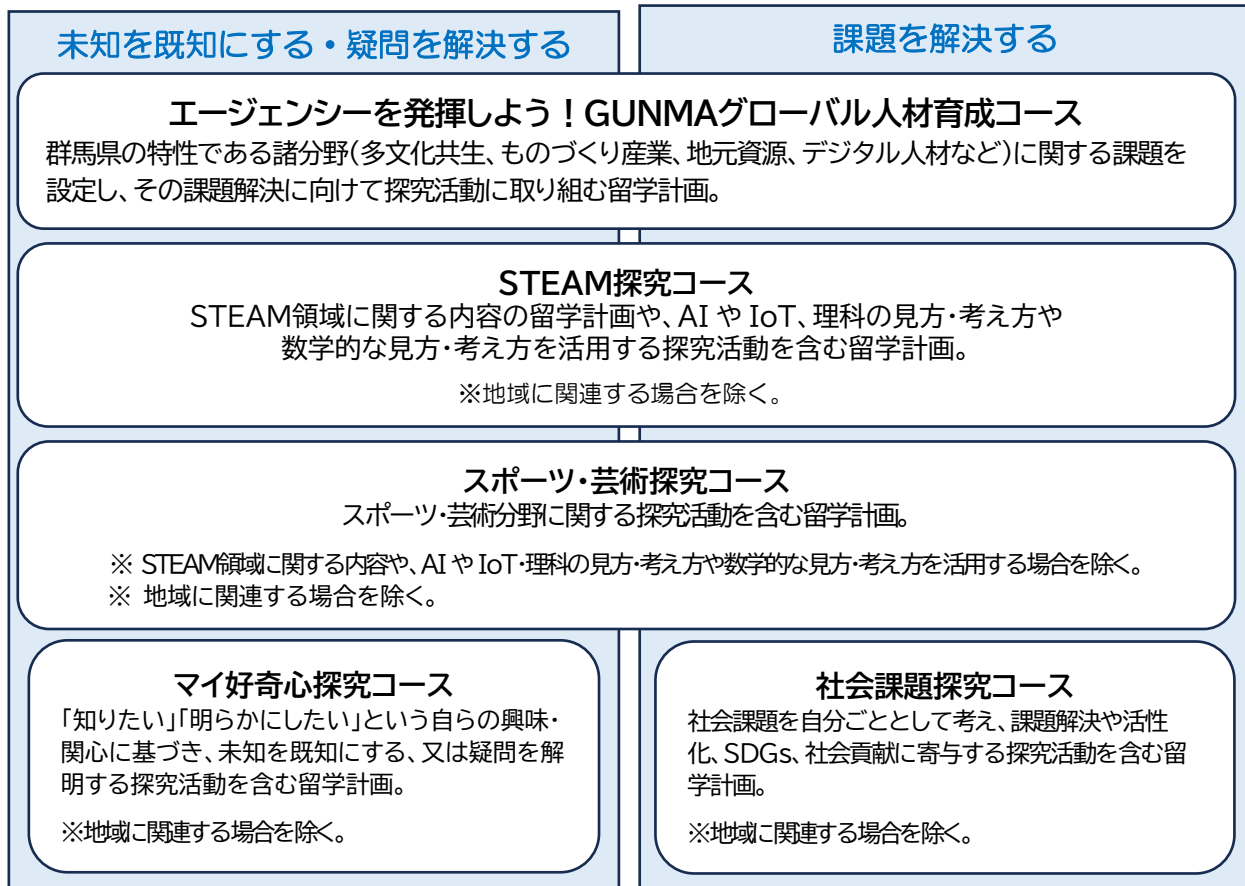 未知を既知にする・疑問を解決する
課題を解決する
エージェンシーを発揮しよう！GUNMAグローバル人材育成コース
群馬県の特性である諸分野(多文化共生、ものづくり産業、地元資源、デジタル人材など)に関する課題を
設定し、その課題解決に向けて探究活動に取り組む留学計画。
STEAM探究コース
STEAM領域に関する内容の留学計画や、AI や IoT、理科の見方・考え方や
数学的な見方・考え方を活用する探究活動を含む留学計画。
※地域に関連する場合を除く。
スポーツ・芸術探究コース
スポーツ・芸術分野に関する探究活動を含む留学計画。
※ STEAM領域に関する内容や、AI や IoT・理科の見方・考え方や数学的な見方・考え方を活用する場合を除く。
※ 地域に関連する場合を除く。
マイ好奇心探究コース
「知りたい」「明らかにしたい」という自らの興味・
関心に基づき、未知を既知にする、又は疑問を解
明する探究活動を含む留学計画。
※地域に関連する場合を除く。
社会課題探究コース
社会課題を自分ごととして考え、課題解決や活性
化、SDGs、社会貢献に寄与する探究活動を含む留
学計画。
※地域に関連する場合を除く。